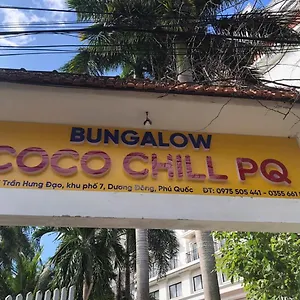 BUNGALOW
COCO CHILL PQ
Trần Hưng Đạo, khu phố 7, Dương Đông, Phú Quốc ĐT: 0975 505 441 - 0355 661